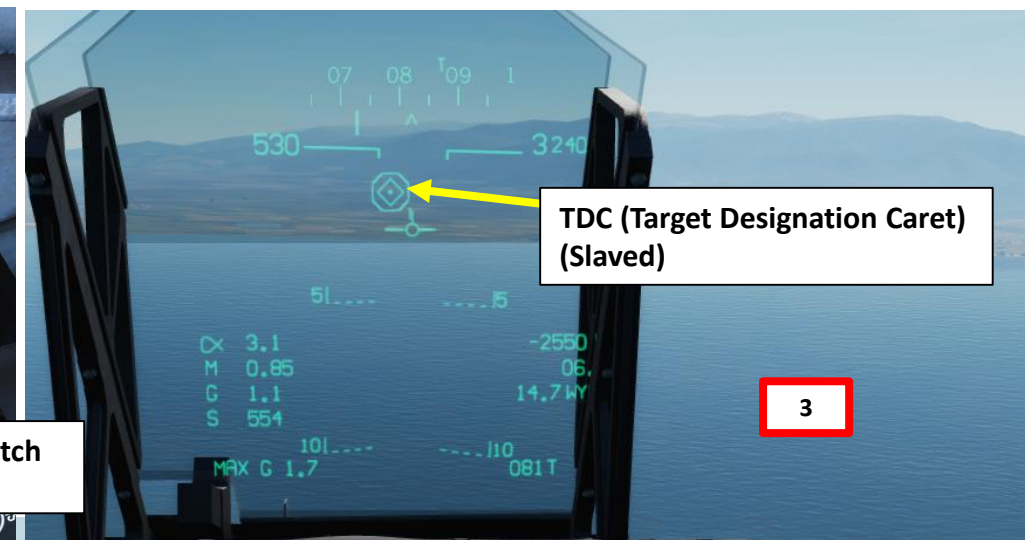 07 08 T09 1
530 3240
TDC (Target Designation Caret)
(Slaved)
5 5
α 3.1 -2550
M 0.85 06.
G 1.1 14.7 WY
S 554
3
tch
10 10
MAX G 1.7 081T